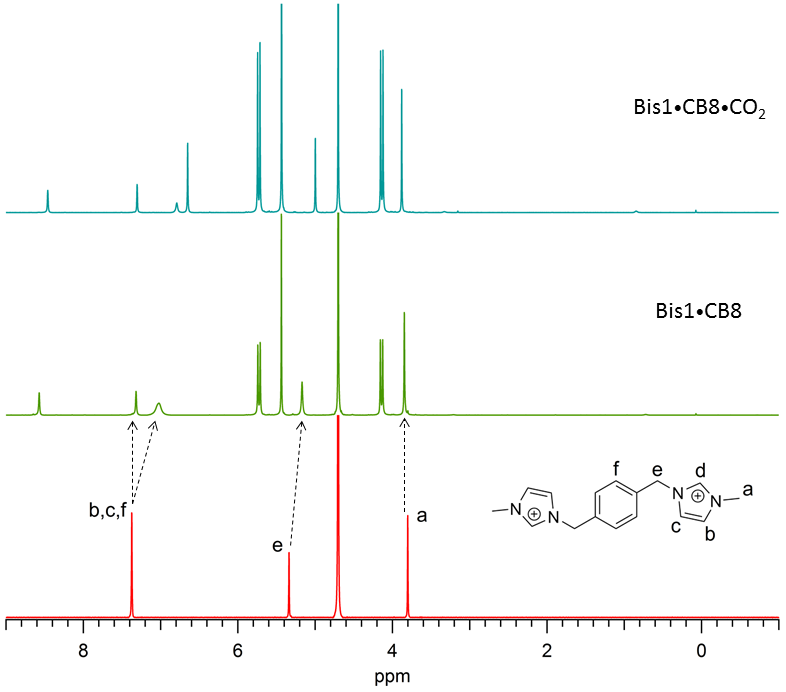 Bis1•CB8•CO₂
Bis1•CB8
b,c,f
e
a
f
e
d
a
N
N
N
N
c
b
⊕
⊕
8
6
4
2
0
ppm